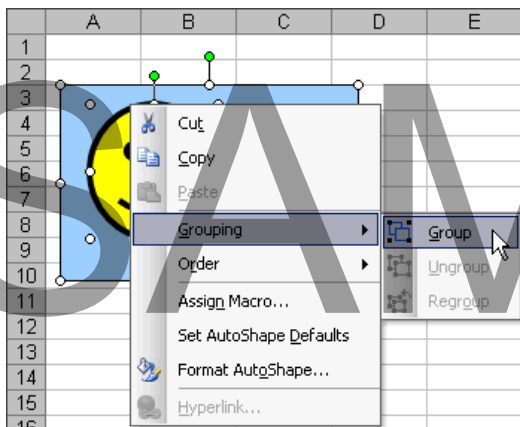 A B C D E
1
2
3
4 Cut
5 Copy
6
7 Paste
8 Grouping Group
9
10 Order Ungroup
11 Assign Macro... Regroup
12
13 Set AutoShape Defaults
14 Format AutoShape...
15 Hyperlink...
16
SAM